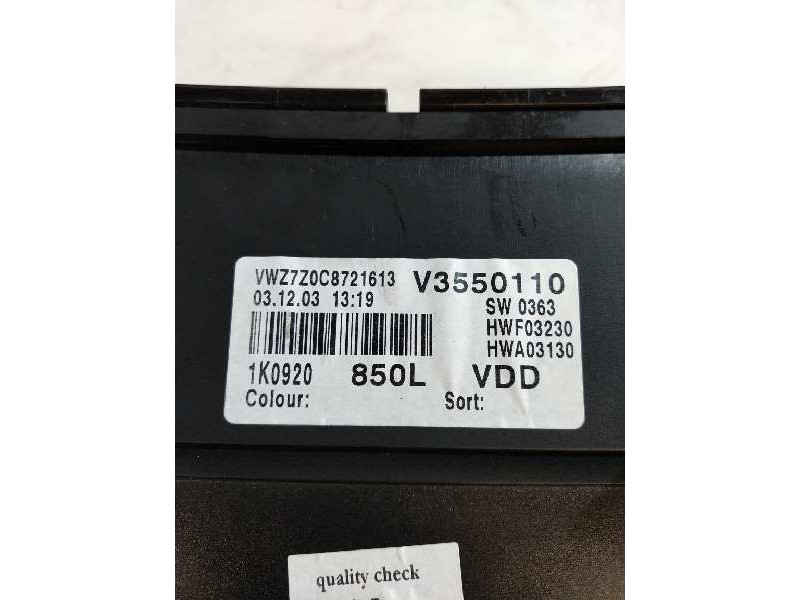 VWZ7Z0C8721613 V3550110
03.12.03 13:19 SW 0363
HWF03230
HWA03130
1K0920 850L VDD
Colour: Sort:
quality check